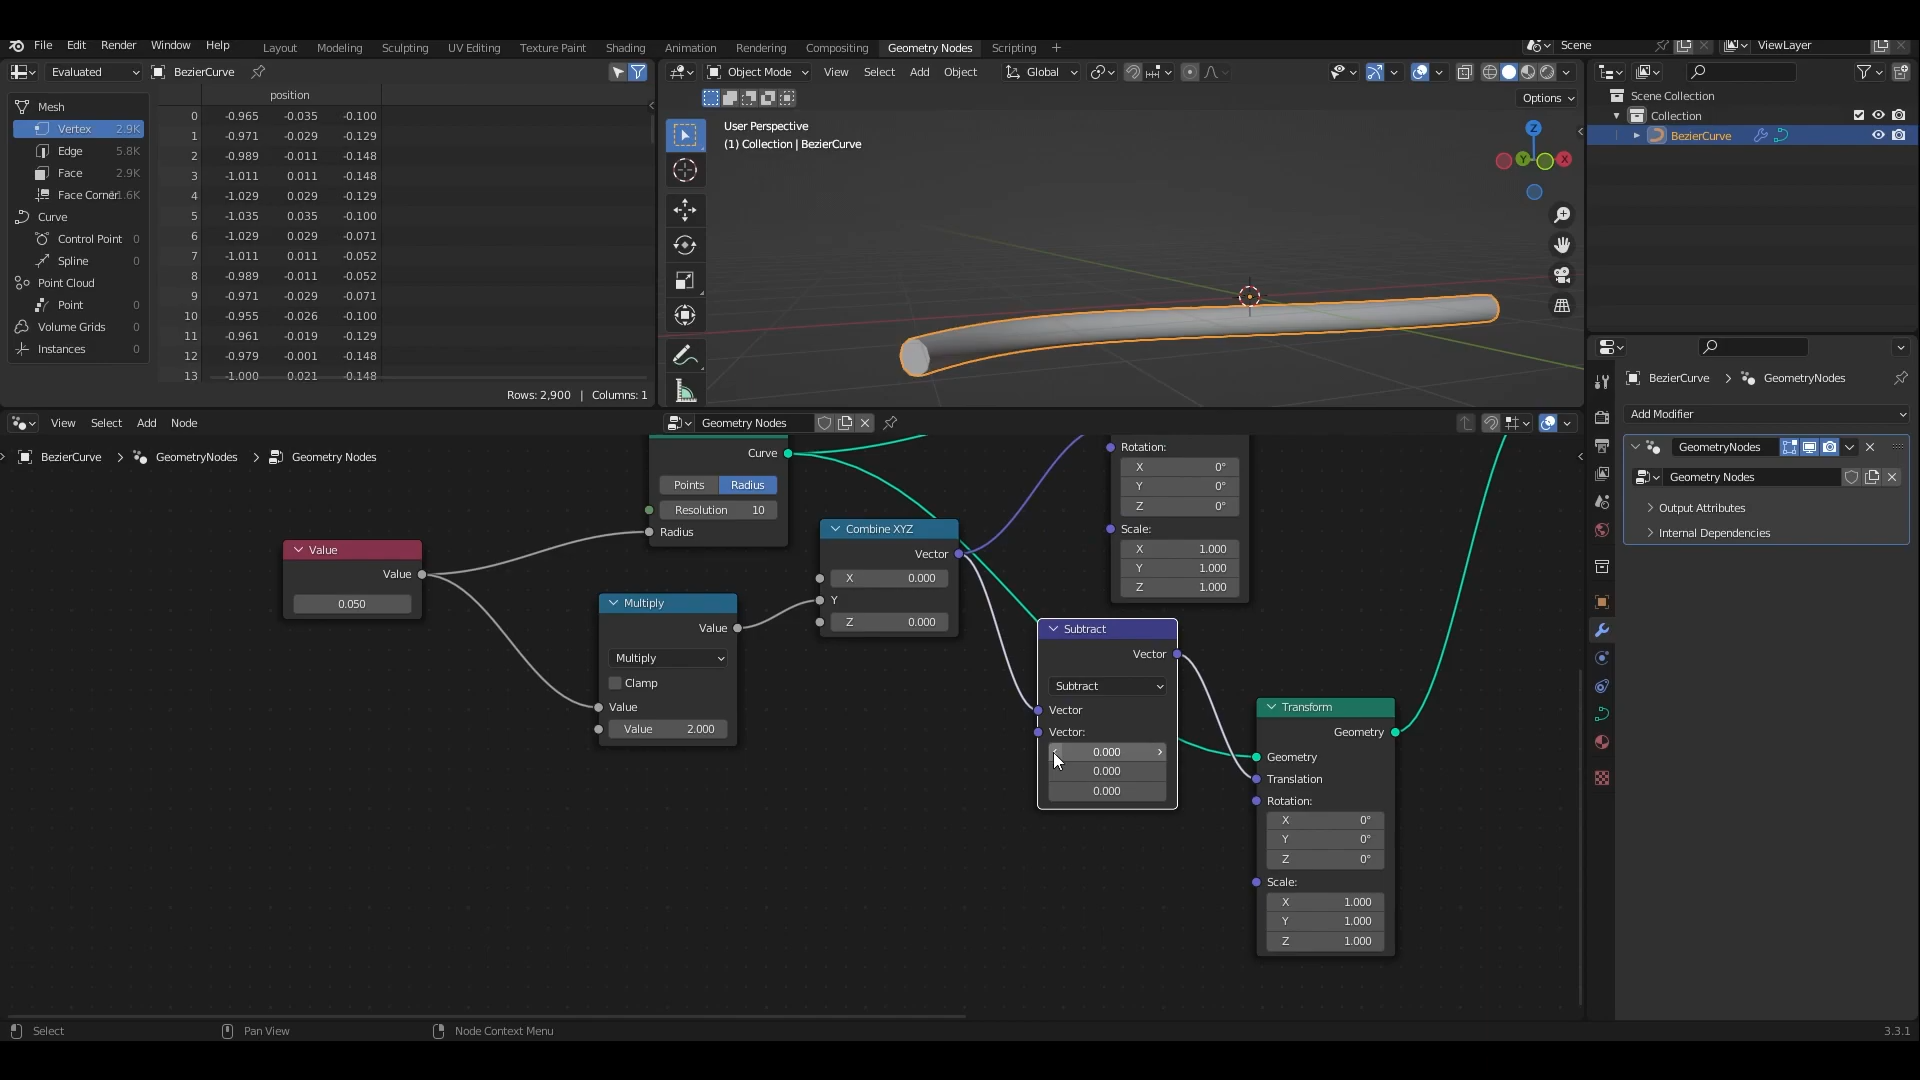 File Edit Render Window Help Layout Modeling Sculpting UV Editing Texture Paint Shading Animation Rendering Compositing Geometry Nodes Scripting + Scene ViewLayer
Evaluated BezierCurve
Object Mode View Select Add Object Global
Options
position
Mesh
Vertex 2.9K
Edge 5.8K
Face 2.9K
Face Corner 1.6K
Curve
Control Point 0
Spline 0
Point Cloud
Point 0
Volume Grids 0
Instances 0
0 -0.965 -0.035 -0.100
1 -0.971 -0.029 -0.129
2 -0.989 -0.011 -0.148
3 -1.011 0.011 -0.148
4 -1.029 0.029 -0.129
5 -1.035 0.035 -0.100
6 -1.029 0.029 -0.071
7 -1.011 0.011 -0.052
8 -0.989 -0.011 -0.052
9 -0.971 -0.029 -0.071
10 -0.955 -0.026 -0.100
11 -0.961 -0.019 -0.129
12 -0.979 -0.001 -0.148
13 -1.000 0.021 -0.148
Rows: 2,900 | Columns: 1
User Perspective
(1) Collection | BezierCurve
Z
Y X
Scene Collection
Collection
BezierCurve
View Select Add Node Geometry Nodes
BezierCurve > GeometryNodes > Geometry Nodes
Value
Value
0.050
Curve
Points Radius
Resolution 10
Radius
Multiply
Value
Multiply
Clamp
Value
Value 2.000
Combine XYZ
Vector
X 0.000
Y
Z 0.000
Rotation:
X 0°
Y 0°
Z 0°
Scale:
X 1.000
Y 1.000
Z 1.000
Subtract
Vector
Subtract
Vector
Vector:
0.000
0.000
0.000
Transform
Geometry
Geometry
Translation
Rotation:
X 0°
Y 0°
Z 0°
Scale:
X 1.000
Y 1.000
Z 1.000
BezierCurve > GeometryNodes
Add Modifier
GeometryNodes
Geometry Nodes
Output Attributes
Internal Dependencies
Select Pan View Node Context Menu 3.3.1